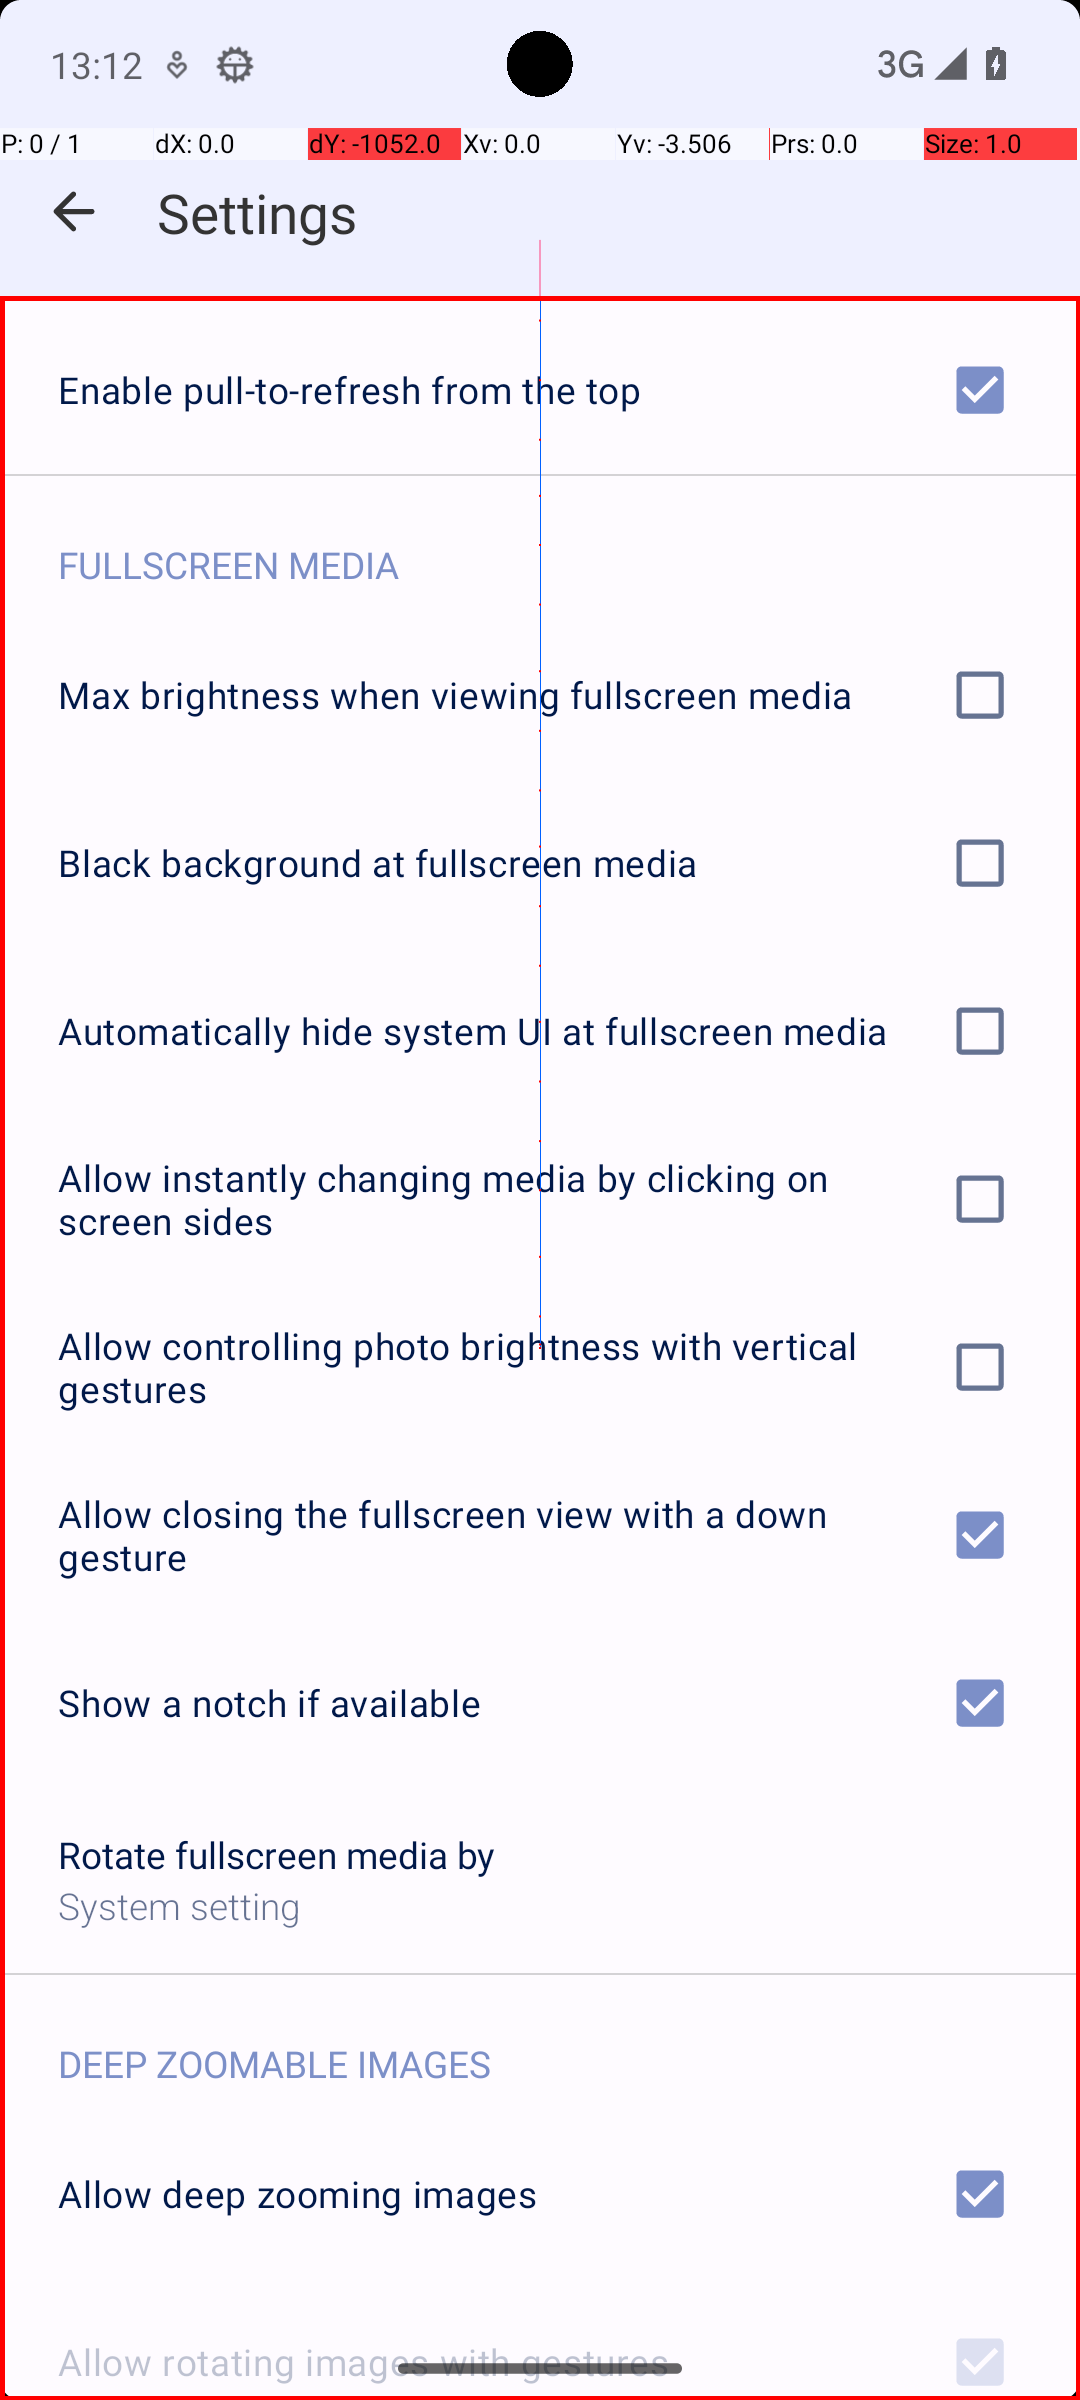 13:12
3G
P: 0 / 1
dX: 0.0
dY: -1052.0
Xv: 0.0
Yv: -3.506
Prs: 0.0
Size: 1.0
Settings
Enable pull-to-refresh from the top
FULLSCREEN MEDIA
Max brightness when viewing fullscreen media
Black background at fullscreen media
Automatically hide system UI at fullscreen media
Allow instantly changing media by clicking on
screen sides
Allow controlling photo brightness with vertical
gestures
Allow closing the fullscreen view with a down
gesture
Show a notch if available
Rotate fullscreen media by
System setting
DEEP ZOOMABLE IMAGES
Allow deep zooming images
Allow rotating images with gestures